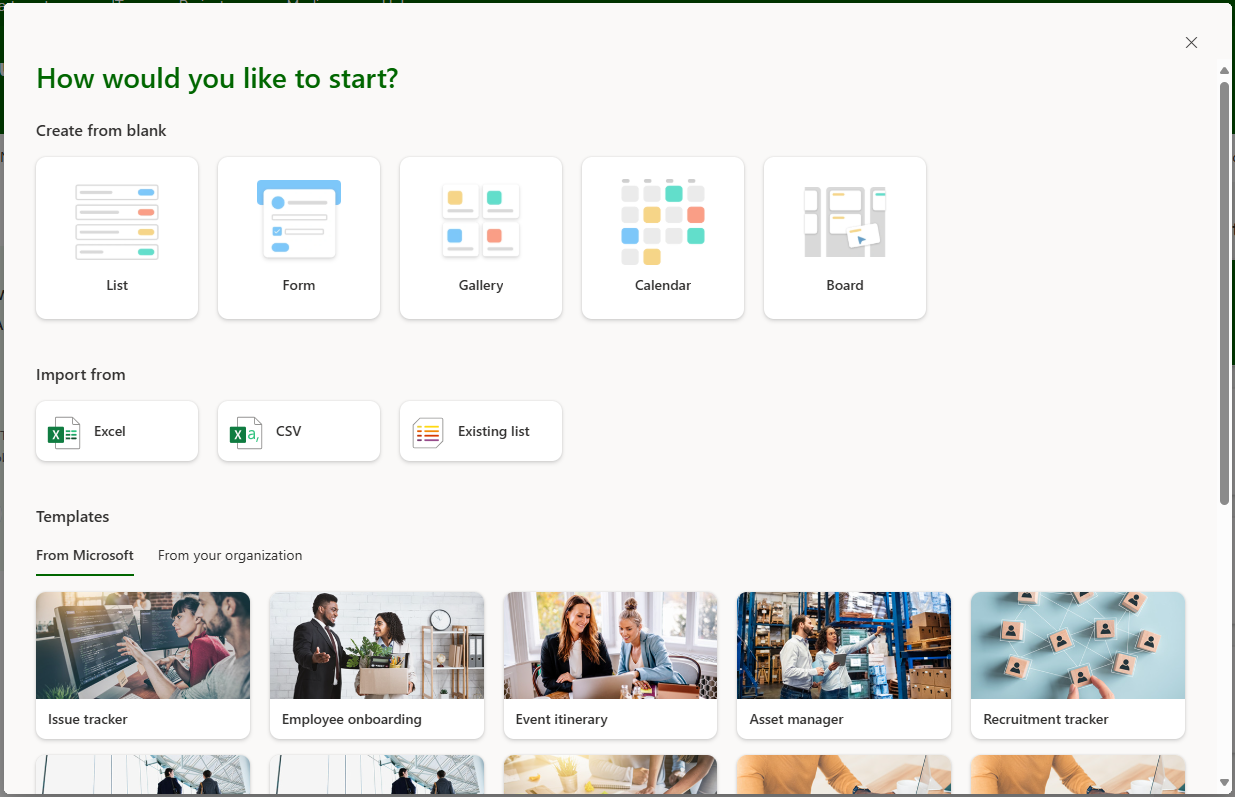 How would you like to start?
Create from blank
List
Form
Gallery
Calendar
Board
Import from
Excel
CSV
Existing list
Templates
From Microsoft
From your organization
Issue tracker
Employee onboarding
Event itinerary
Asset manager
Recruitment tracker